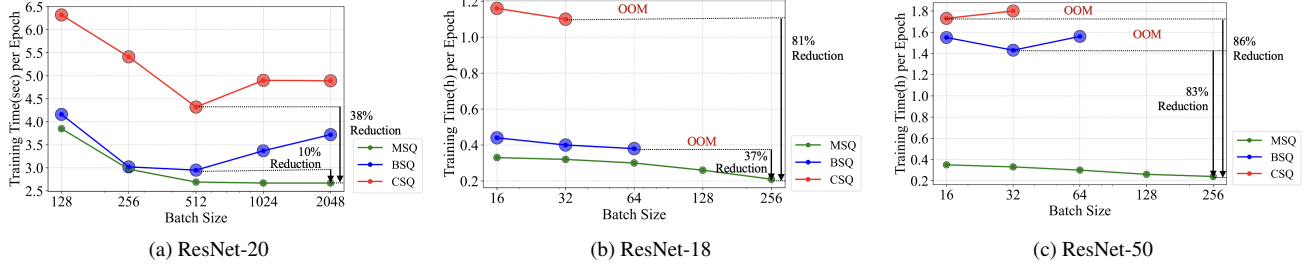 Training Time(sec) per Epoch
6.5
6.0
5.5
5.0
4.5
4.0
3.5
3.0
2.5
38%
Reduction
10%
Reduction
MSQ
BSQ
CSQ
128 256 512 1024 2048
Batch Size
(a) ResNet-20
Training Time(h) per Epoch
1.2
1.0
0.8
0.6
0.4
0.2
OOM
81%
Reduction
OOM
37%
Reduction
MSQ
BSQ
CSQ
16 32 64 128 256
Batch Size
(b) ResNet-18
Training Time(h) per Epoch
1.8
1.6
1.4
1.2
1.0
0.8
0.6
0.4
0.2
OOM
OOM
86%
Reduction
83%
Reduction
MSQ
BSQ
CSQ
16 32 64 128 256
Batch Size
(c) ResNet-50